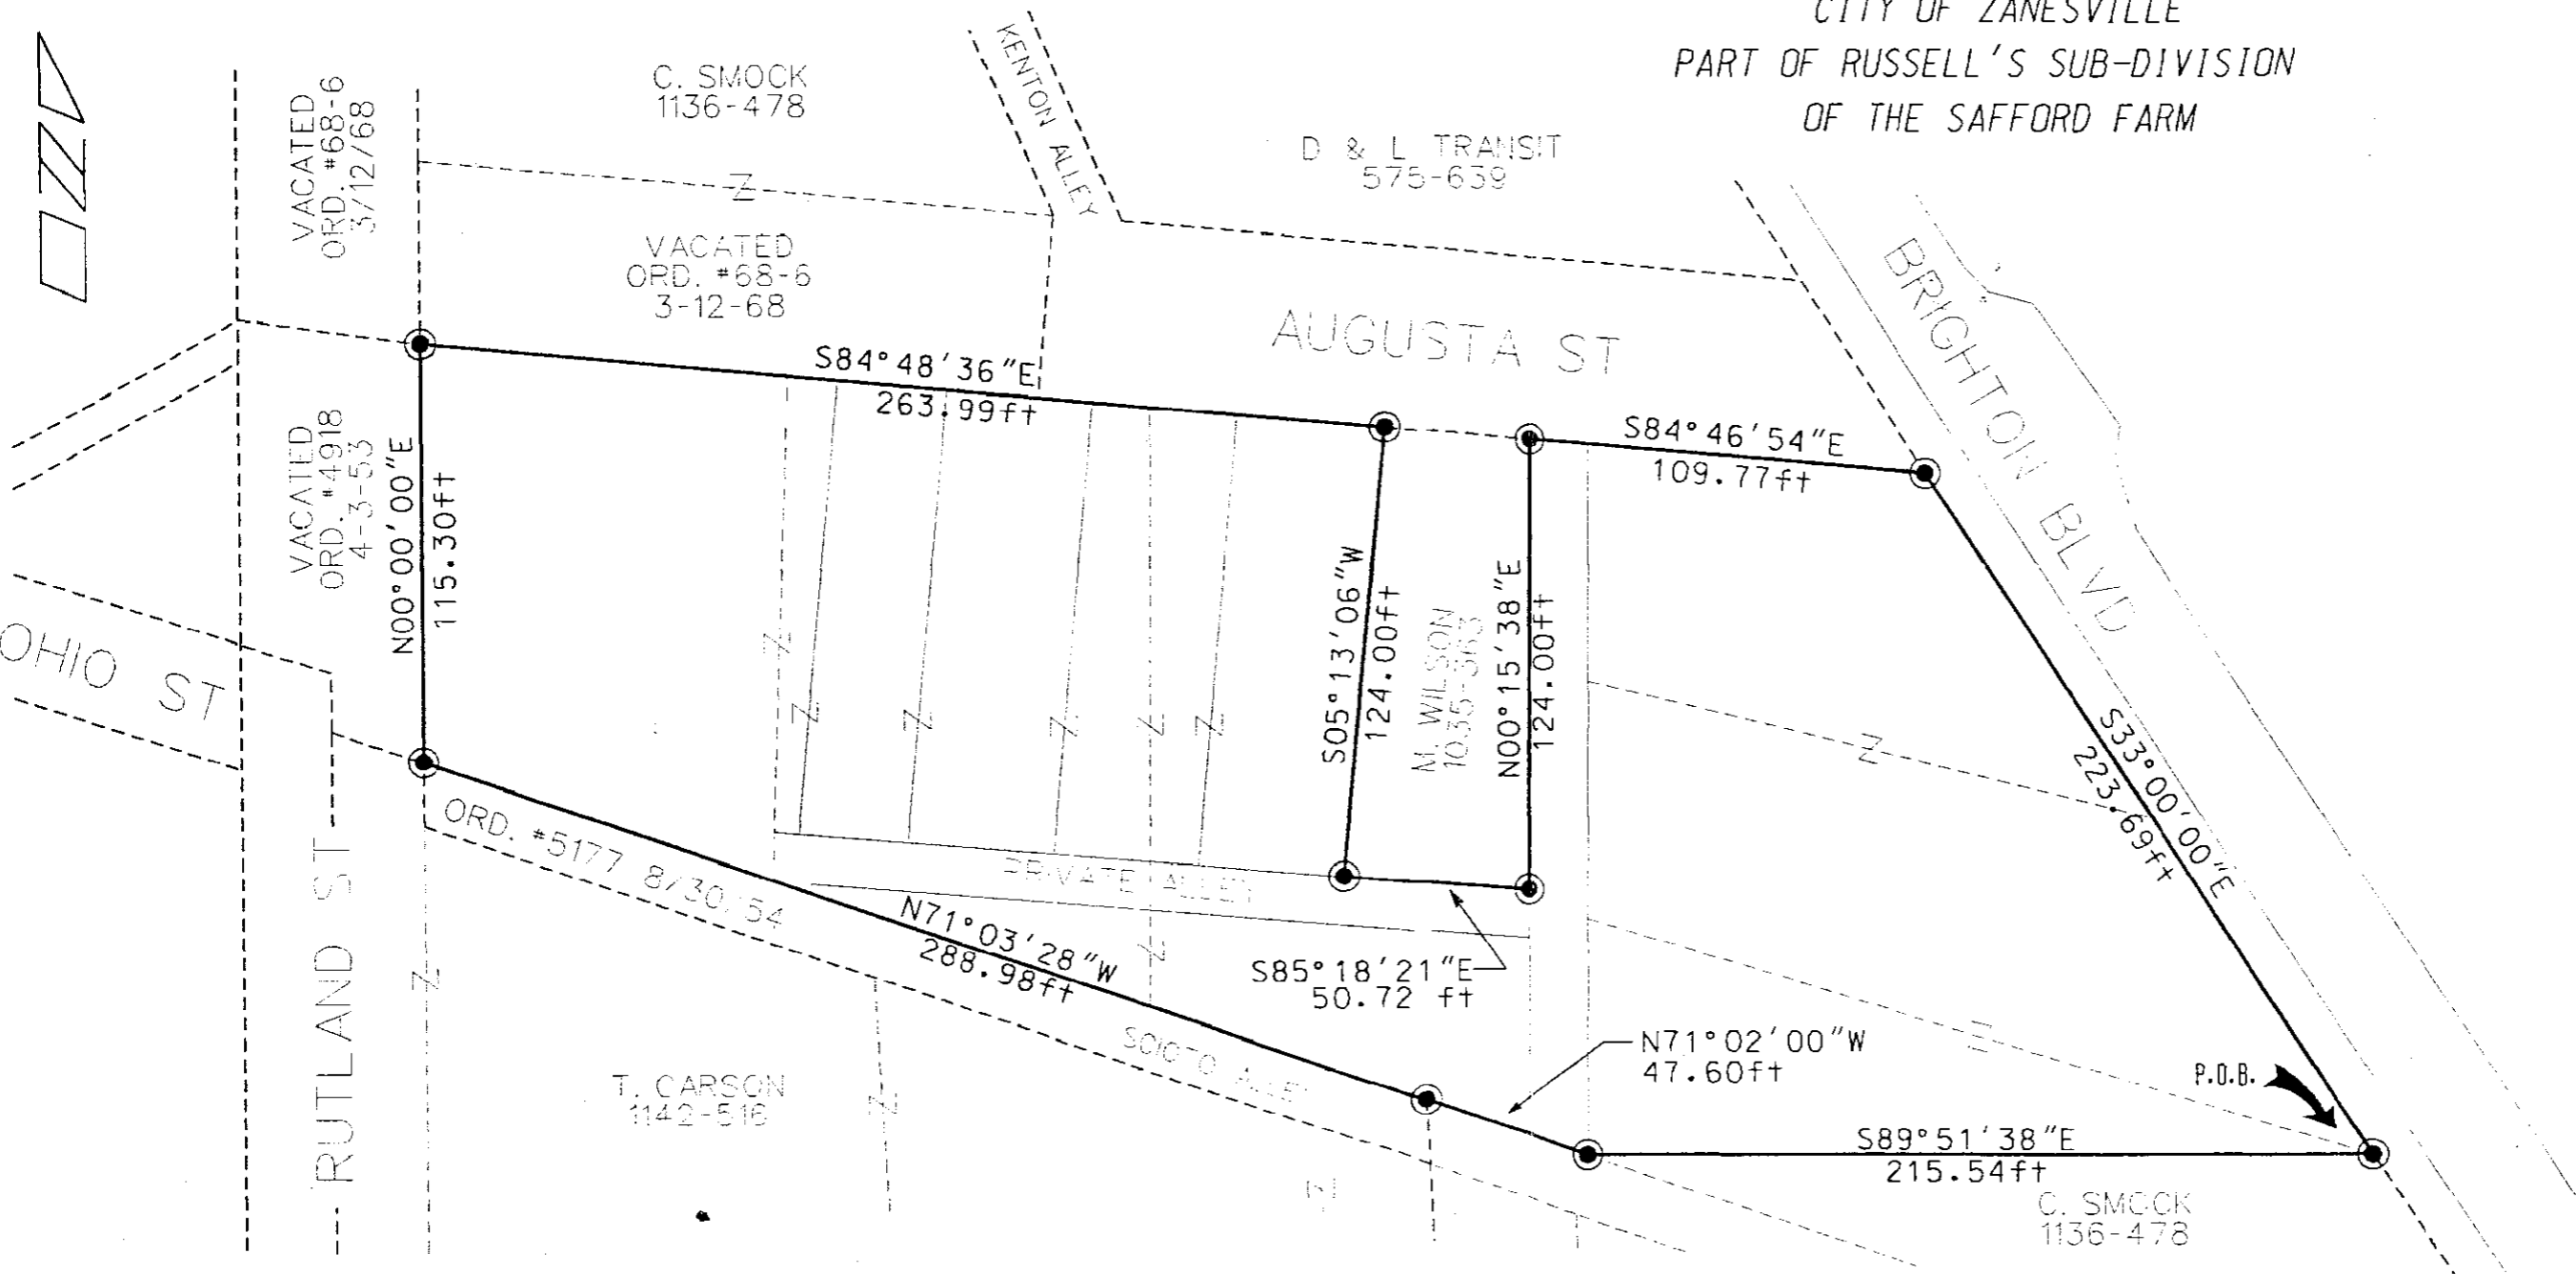 CITY OF ZANESVILLE
PART OF RUSSELL'S SUB-DIVISION
OF THE SAFFORD FARM
C. SMOCK
1136-478
KENTON ALLEY
D & L TRANSIT
575-639
VACATED
ORD. #68-6
3/12/68
VACATED
ORD. #68-6
3-12-68
AUGUSTA ST
BRIGHTON BLVD
S84°48'36"E
263.99ft
S84°46'54"E
109.77ft
VACATED
ORD. #4918
4-3-53
N00°00'00"E
115.30ft
S05°13'06"W
124.00ft
M. WILSON
1035-363
N00°15'38"E
124.00ft
OHIO ST
Z
Z
Z
Z
Z
Z
Z
Z
Z
S33°00'00"E
223.69ft
ORD. #5177 8/30/54
PRIVATE ALLEY
N71°03'28"W
288.98ft
Z
Z
S85°18'21"E
50.72 ft
RUTLAND ST
N71°02'00"W
47.60ft
P.O.B.
T. CARSON
1142-516
Z
S89°51'38"E
215.54ft
C. SMOCK
1136-478